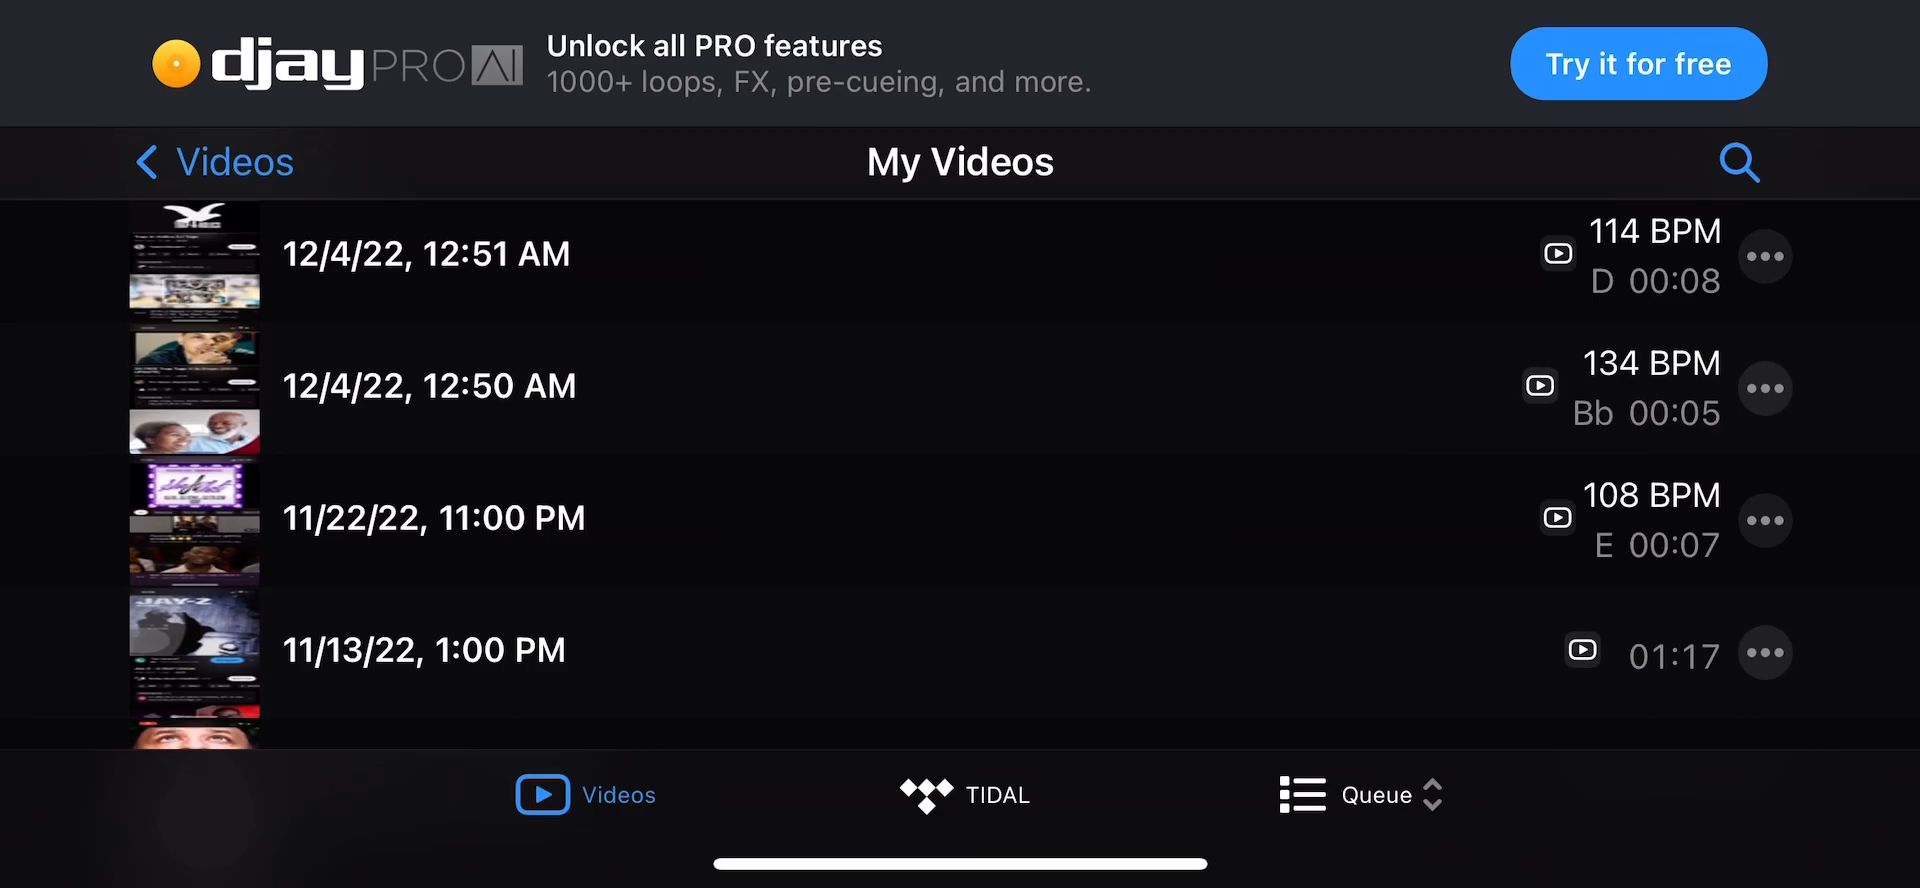 djay PRO AI
Unlock all PRO features
1000+ loops, FX, pre-cueing, and more.
Try it for free
Videos
My Videos
12/4/22, 12:51 AM
114 BPM
D 00:08
12/4/22, 12:50 AM
134 BPM
Bb 00:05
11/22/22, 11:00 PM
108 BPM
E 00:07
JAY-Z
11/13/22, 1:00 PM
01:17
Videos
TIDAL
Queue